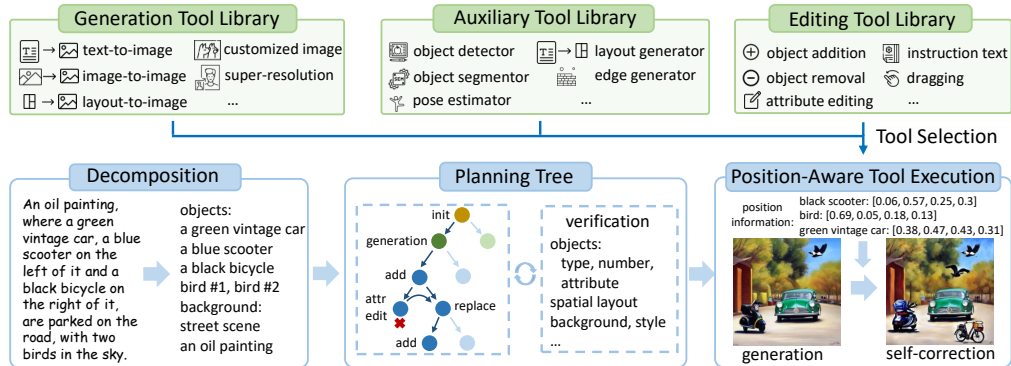 Generation Tool Library
text-to-image
customized image
image-to-image
super-resolution
layout-to-image
...
Auxiliary Tool Library
object detector
layout generator
object segmentor
edge generator
pose estimator
...
Editing Tool Library
object addition
instruction text
object removal
dragging
attribute editing
...
Tool Selection
Decomposition
An oil painting,
where a green
vintage car, a blue
scooter on the
left of it and a
black bicycle on
the right of it,
are parked on the
road, with two
birds in the sky.
objects:
a green vintage car
a blue scooter
a black bicycle
bird #1, bird #2
background:
street scene
an oil painting
Planning Tree
init
generation
add
attr
edit
replace
add
verification
objects:
type, number,
attribute
spatial layout
background, style
...
Position-Aware Tool Execution
position
information:
black scooter: [0.06, 0.57, 0.25, 0.3]
bird: [0.69, 0.05, 0.18, 0.13]
green vintage car: [0.38, 0.47, 0.43, 0.31]
generation
self-correction